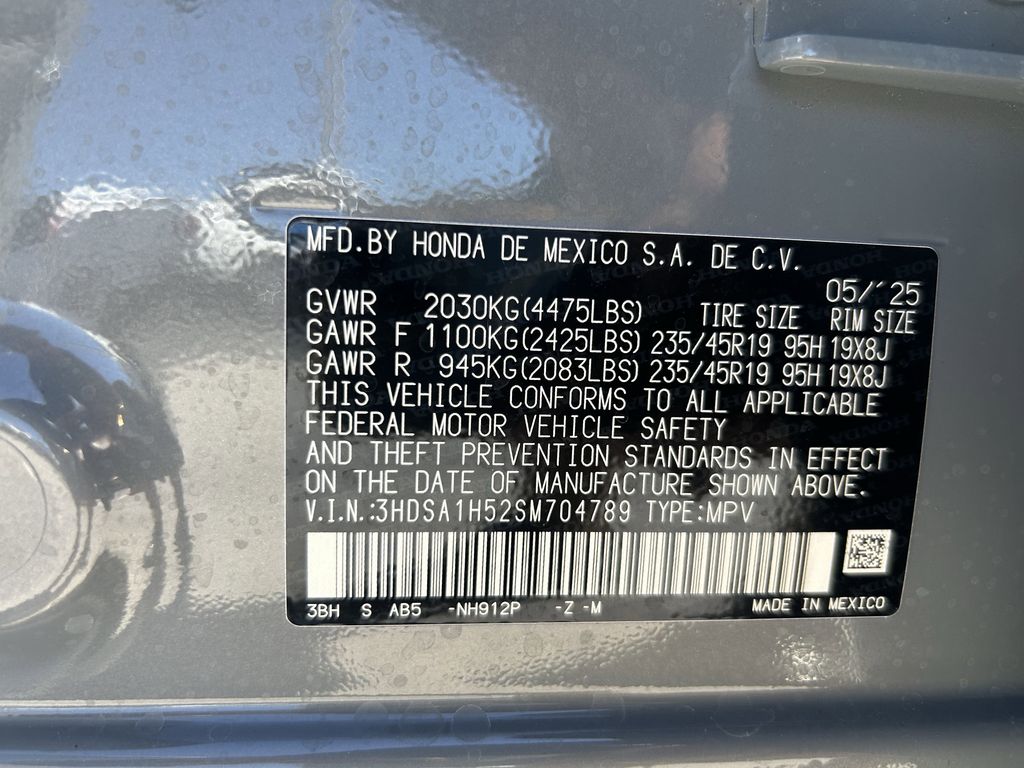 MFD.BY HONDA DE MEXICO S.A. DE C.V.
05/'25
GVWR 2030KG(4475LBS) TIRE SIZE RIM SIZE
GAWR F 1100KG(2425LBS) 235/45R19 95H 19X8J
GAWR R 945KG(2083LBS) 235/45R19 95H 19X8J
THIS VEHICLE CONFORMS TO ALL APPLICABLE
FEDERAL MOTOR VEHICLE SAFETY
AND THEFT PREVENTION STANDARDS IN EFFECT
ON THE DATE OF MANUFACTURE SHOWN ABOVE.
V.I.N.:3HDSA1H52SM704789 TYPE:MPV
3BH S AB5 -NH912P -Z -M MADE IN MEXICO